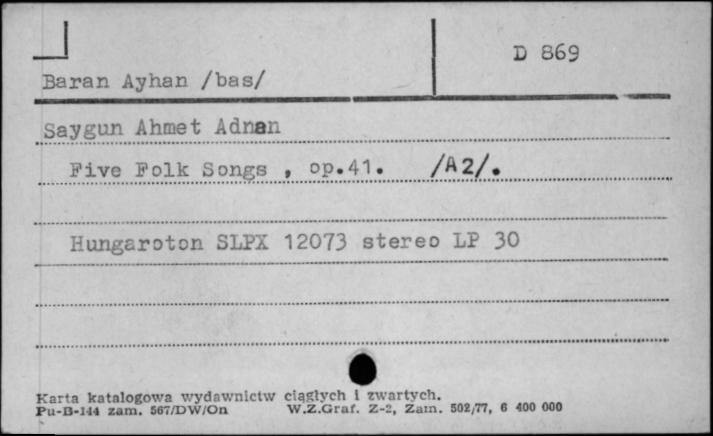 D 869
Baran Ayhan /bas/
Saygun Ahmet Adnan
Five Folk Songs , op.41. /A2/.
Hungaroton SLPX 12073 stereo LP 30
Karta katalogowa wydawnictw ciągłych i zwartych.
Pu-B-144 zam. 567/DW/On W.Z.Graf. Z-2, Zam. 502/77, 6 400 000